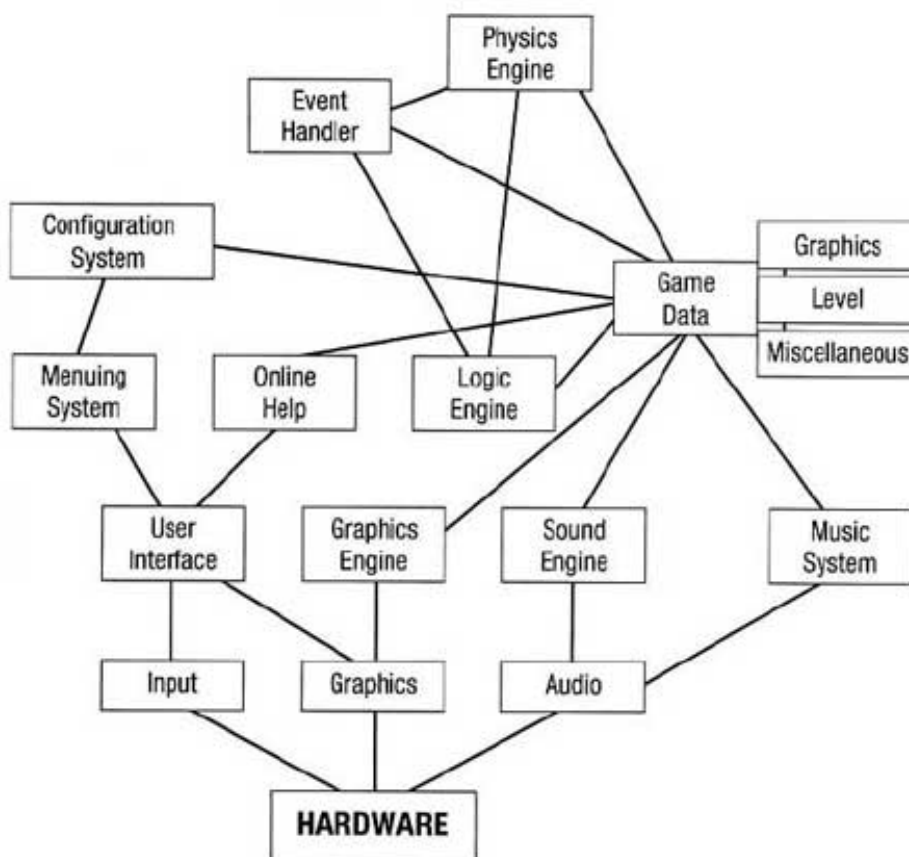 Physics
Engine
Event
Handler
Configuration
System
Graphics
Game
Data
Level
Miscellaneous
Menuing
System
Online
Help
Logic
Engine
User
Interface
Graphics
Engine
Sound
Engine
Music
System
Input
Graphics
Audio
HARDWARE